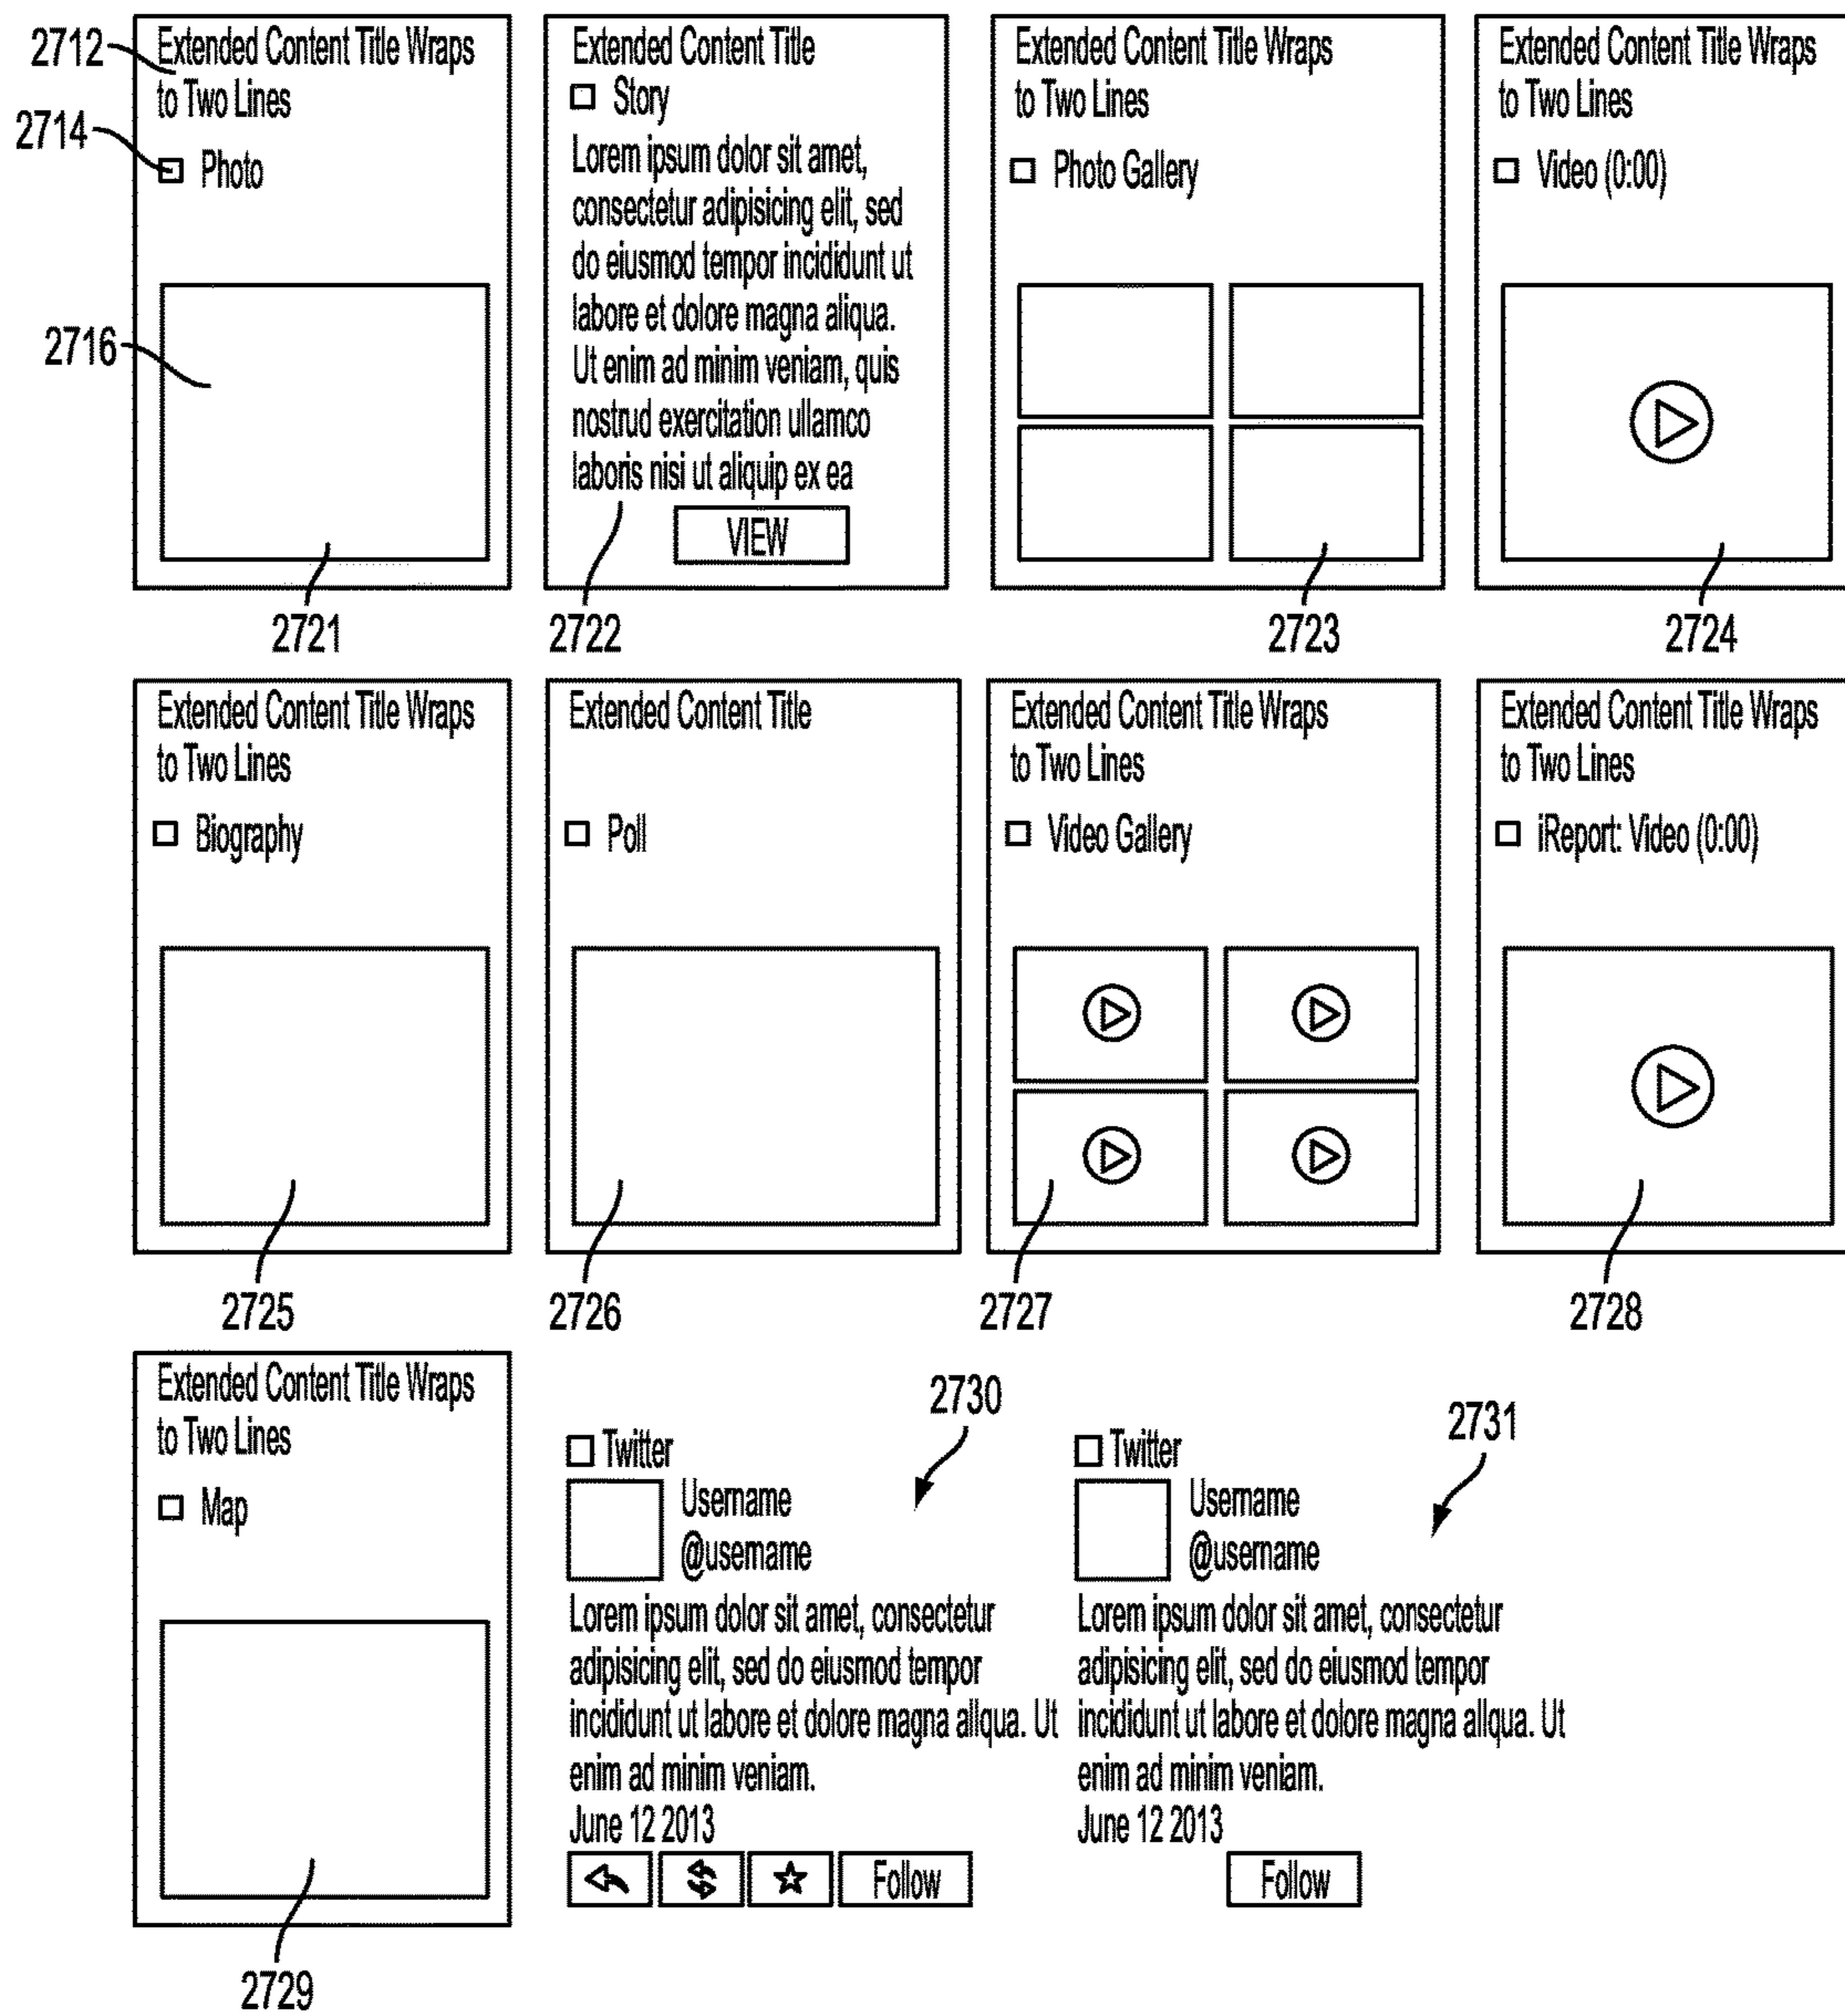 2712
Extended Content Title Wraps
to Two Lines
2714
Photo
2716
2721
Extended Content Title
Story
Lorem ipsum dolor sit amet,
consectetur adipisicing elit, sed
do eiusmod tempor incididunt ut
labore et dolore magna aliqua.
Ut enim ad minim veniam, quis
nostrud exercitation ullamco
laboris nisi ut aliquip ex ea
VIEW
2722
Extended Content Title Wraps
to Two Lines
Photo Gallery
2723
Extended Content Title Wraps
to Two Lines
Video (0:00)
2724
Extended Content Title Wraps
to Two Lines
Biography
2725
Extended Content Title
Poll
2726
Extended Content Title Wraps
to Two Lines
Video Gallery
2727
Extended Content Title Wraps
to Two Lines
iReport: Video (0:00)
2728
Extended Content Title Wraps
to Two Lines
Map
2729
2730
Twitter
Username
@username
Lorem ipsum dolor sit amet, consectetur
adipisicing elit, sed do eiusmod tempor
incididunt ut labore et dolore magna allqua. Ut
enim ad minim veniam.
June 12 2013
Follow
2731
Twitter
Username
@username
Lorem ipsum dolor sit amet, consectetur
adipisicing elit, sed do eiusmod tempor
incididunt ut labore et dolore magna allqua. Ut
enim ad minim veniam.
June 12 2013
Follow